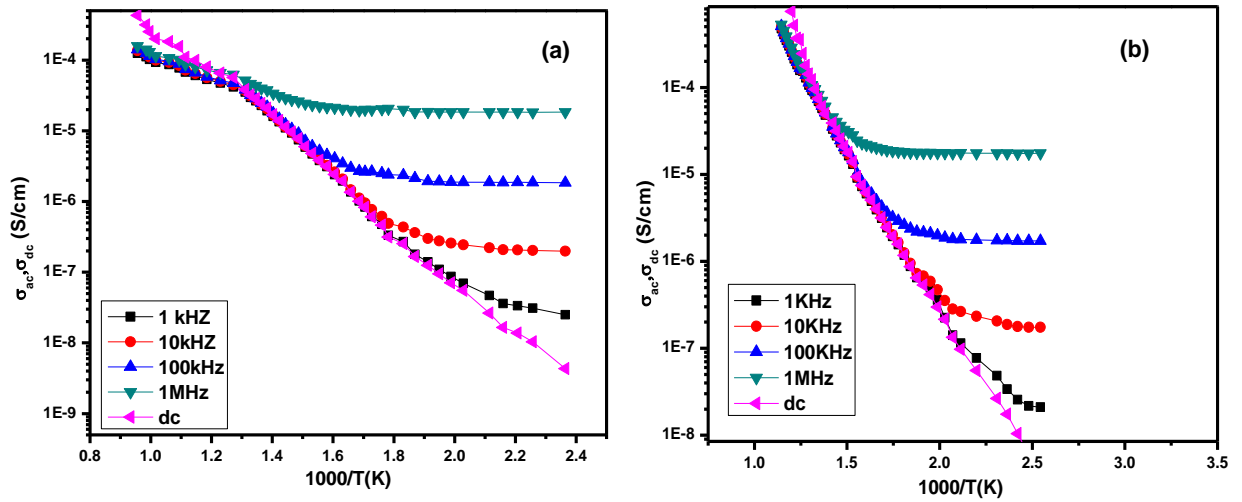 (a)
1E-4
1E-5
1E-6
1E-7
1E-8
1E-9
σac,σdc (S/cm)
1 kHZ
10kHZ
100kHz
1MHz
dc
0.8 1.0 1.2 1.4 1.6 1.8 2.0 2.2 2.4
1000/T(K)
(b)
1E-4
1E-5
1E-6
1E-7
1E-8
σac,σdc (S/cm)
1KHz
10KHz
100KHz
1MHz
dc
1.0 1.5 2.0 2.5 3.0 3.5
1000/T(K)